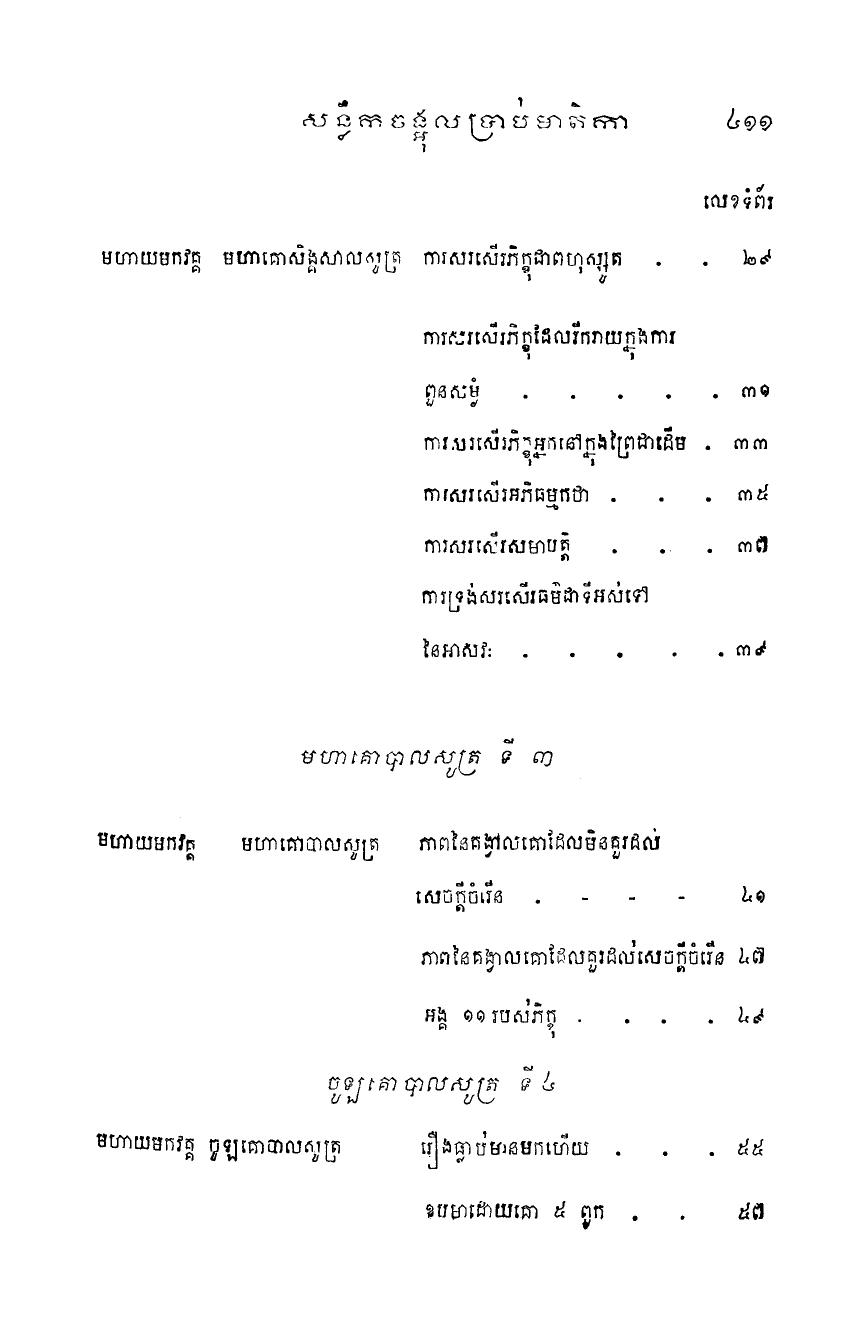 សន្លឹកចង្អុលប្រាប់មាតិកា ៤១១
លេខទំព័រ
មហាយមកវគ្គ មហាគោសិង្គសាលសូត្រ ការសរសើរភិក្ខុជាពហុស្សូត . . ២៩
ការសរសើរភិក្ខុដែលរីករាយក្នុងការ
ពួនសម្ងំ . . . . . ៣១
ការសរសើរភិក្ខុអ្នកនៅក្នុងព្រៃជាដើម . ៣៣
ការសរសើរអភិធម្មកថា . . . ៣៥
ការសរសើរសមាបត្តិ . . . ៣៧
ការទ្រង់សរសើរធម៌ជាទីអស់ទៅ
នៃអាសវៈ . . . . . ៣៩
មហាគោបាលសូត្រ ទី ៣
មហាយមកវគ្គ មហាគោបាលសូត្រ ភាពនៃគង្វាលគោដែលមិនគួរដល់
សេចក្តីចំរើន . - - - ៤១
ភាពនៃគង្វាលគោដែលគួរដល់សេចក្តីចំរើន ៤៧
អង្គ ១១ របស់ភិក្ខុ . . . . ៤៩
ចូឡគោបាលសូត្រ ទី ៤
មហាយមកវគ្គ ចូឡគោបាលសូត្រ រឿងធ្លាប់មានមកហើយ . . . ៥៥
ឧបមាដោយគោ ៥ ពួក . . ៥៧